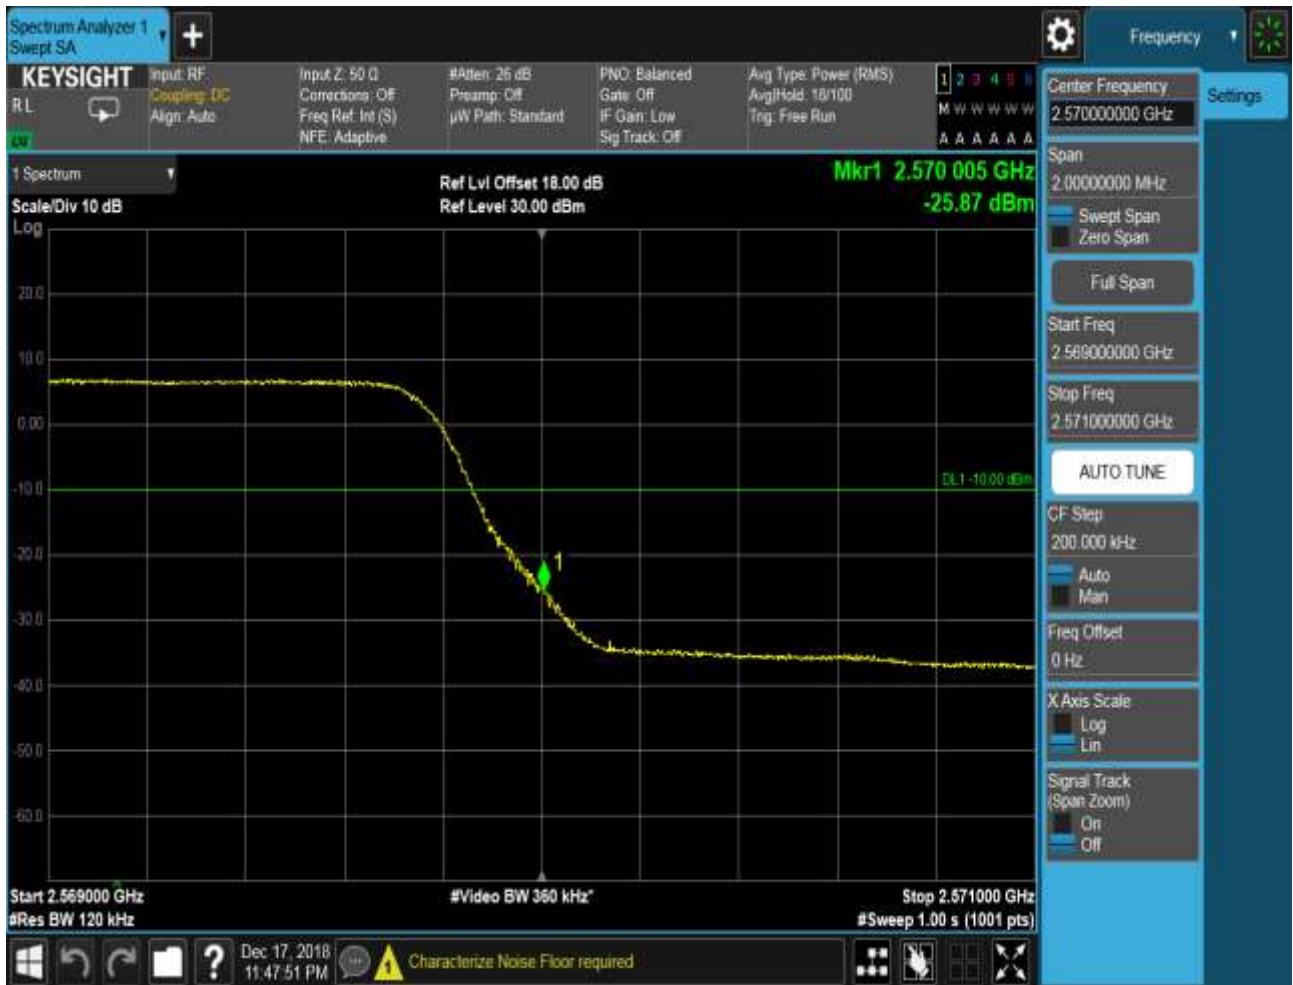 Spectrum Analyzer 1
Swept SA
Frequency
KEYSIGHT
R L
Input: RF
Coupling: DC
Align: Auto
Input Z: 50 Ω
Corrections: Off
Freq Ref: Int (S)
NFE: Adaptive
#Atten: 26 dB
Preamp: Off
µW Path: Standard
PNO: Balanced
Gate: Off
IF Gain: Low
Sig Track: Off
Avg Type: Power (RMS)
Avg|Hold: 18/100
Trig: Free Run
1 2 3 4 5 6
M W W W W W
A A A A A A
1 Spectrum
Scale/Div 10 dB
Log
Ref Lvl Offset 18.00 dB
Ref Level 30.00 dBm
Mkr1 2.570 005 GHz
-25.87 dBm
20.0
10.0
0.00
-10.0
-20.0
-30.0
-40.0
-50.0
-60.0
DL1 -10.00 dBm
1
Start 2.569000 GHz
#Res BW 120 kHz
#Video BW 360 kHz*
Stop 2.571000 GHz
#Sweep 1.00 s (1001 pts)
Center Frequency
2.570000000 GHz
Settings
Span
2.00000000 MHz
Swept Span
Zero Span
Full Span
Start Freq
2.569000000 GHz
Stop Freq
2.571000000 GHz
AUTO TUNE
CF Step
200.000 kHz
Auto
Man
Freq Offset
0 Hz
X Axis Scale
Log
Lin
Signal Track
(Span Zoom)
On
Off
?
Dec 17, 2018
11:47:51 PM
1
Characterize Noise Floor required